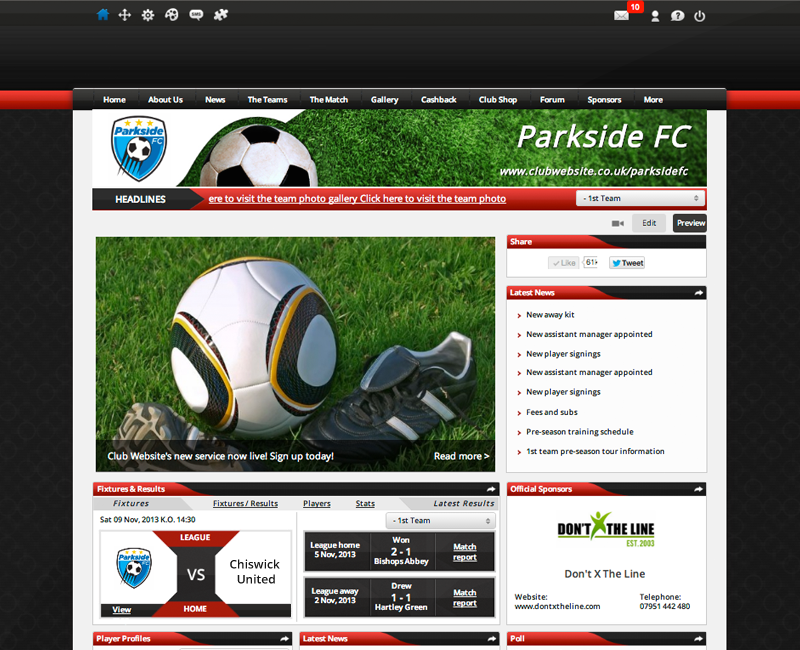 SMS
10
Home About Us News The Teams The Match Gallery Cashback Club Shop Forum Sponsors More
Parkside FC
Parkside FC
www.clubwebsite.co.uk/parksidefc
HEADLINES
ere to visit the team photo gallery Click here to visit the team photo
- 1st Team
Edit Preview
Share
Like 61 Tweet
Latest News
New away kit
New assistant manager appointed
New player signings
New assistant manager appointed
New player signings
Fees and subs
Pre-season training schedule
1st team pre-season tour information
Club Website's new service now live! Sign up today! Read more >
Fixtures & Results
Fixtures Fixtures / Results Players Stats Latest Results
Sat 09 Nov, 2013 K.O. 14:30
- 1st Team
LEAGUE
Parkside FC
VS
Chiswick
United
View
HOME
League home
5 Nov, 2013
Won
2 - 1
Bishops Abbey
Match
report
League away
2 Nov, 2013
Drew
1 - 1
Hartley Green
Match
report
Official Sponsors
DON'T X THE LINE
EST. 2003
Don't X The Line
Website:
www.dontxtheline.com
Telephone:
07951 442 480
Player Profiles
Latest News
Poll